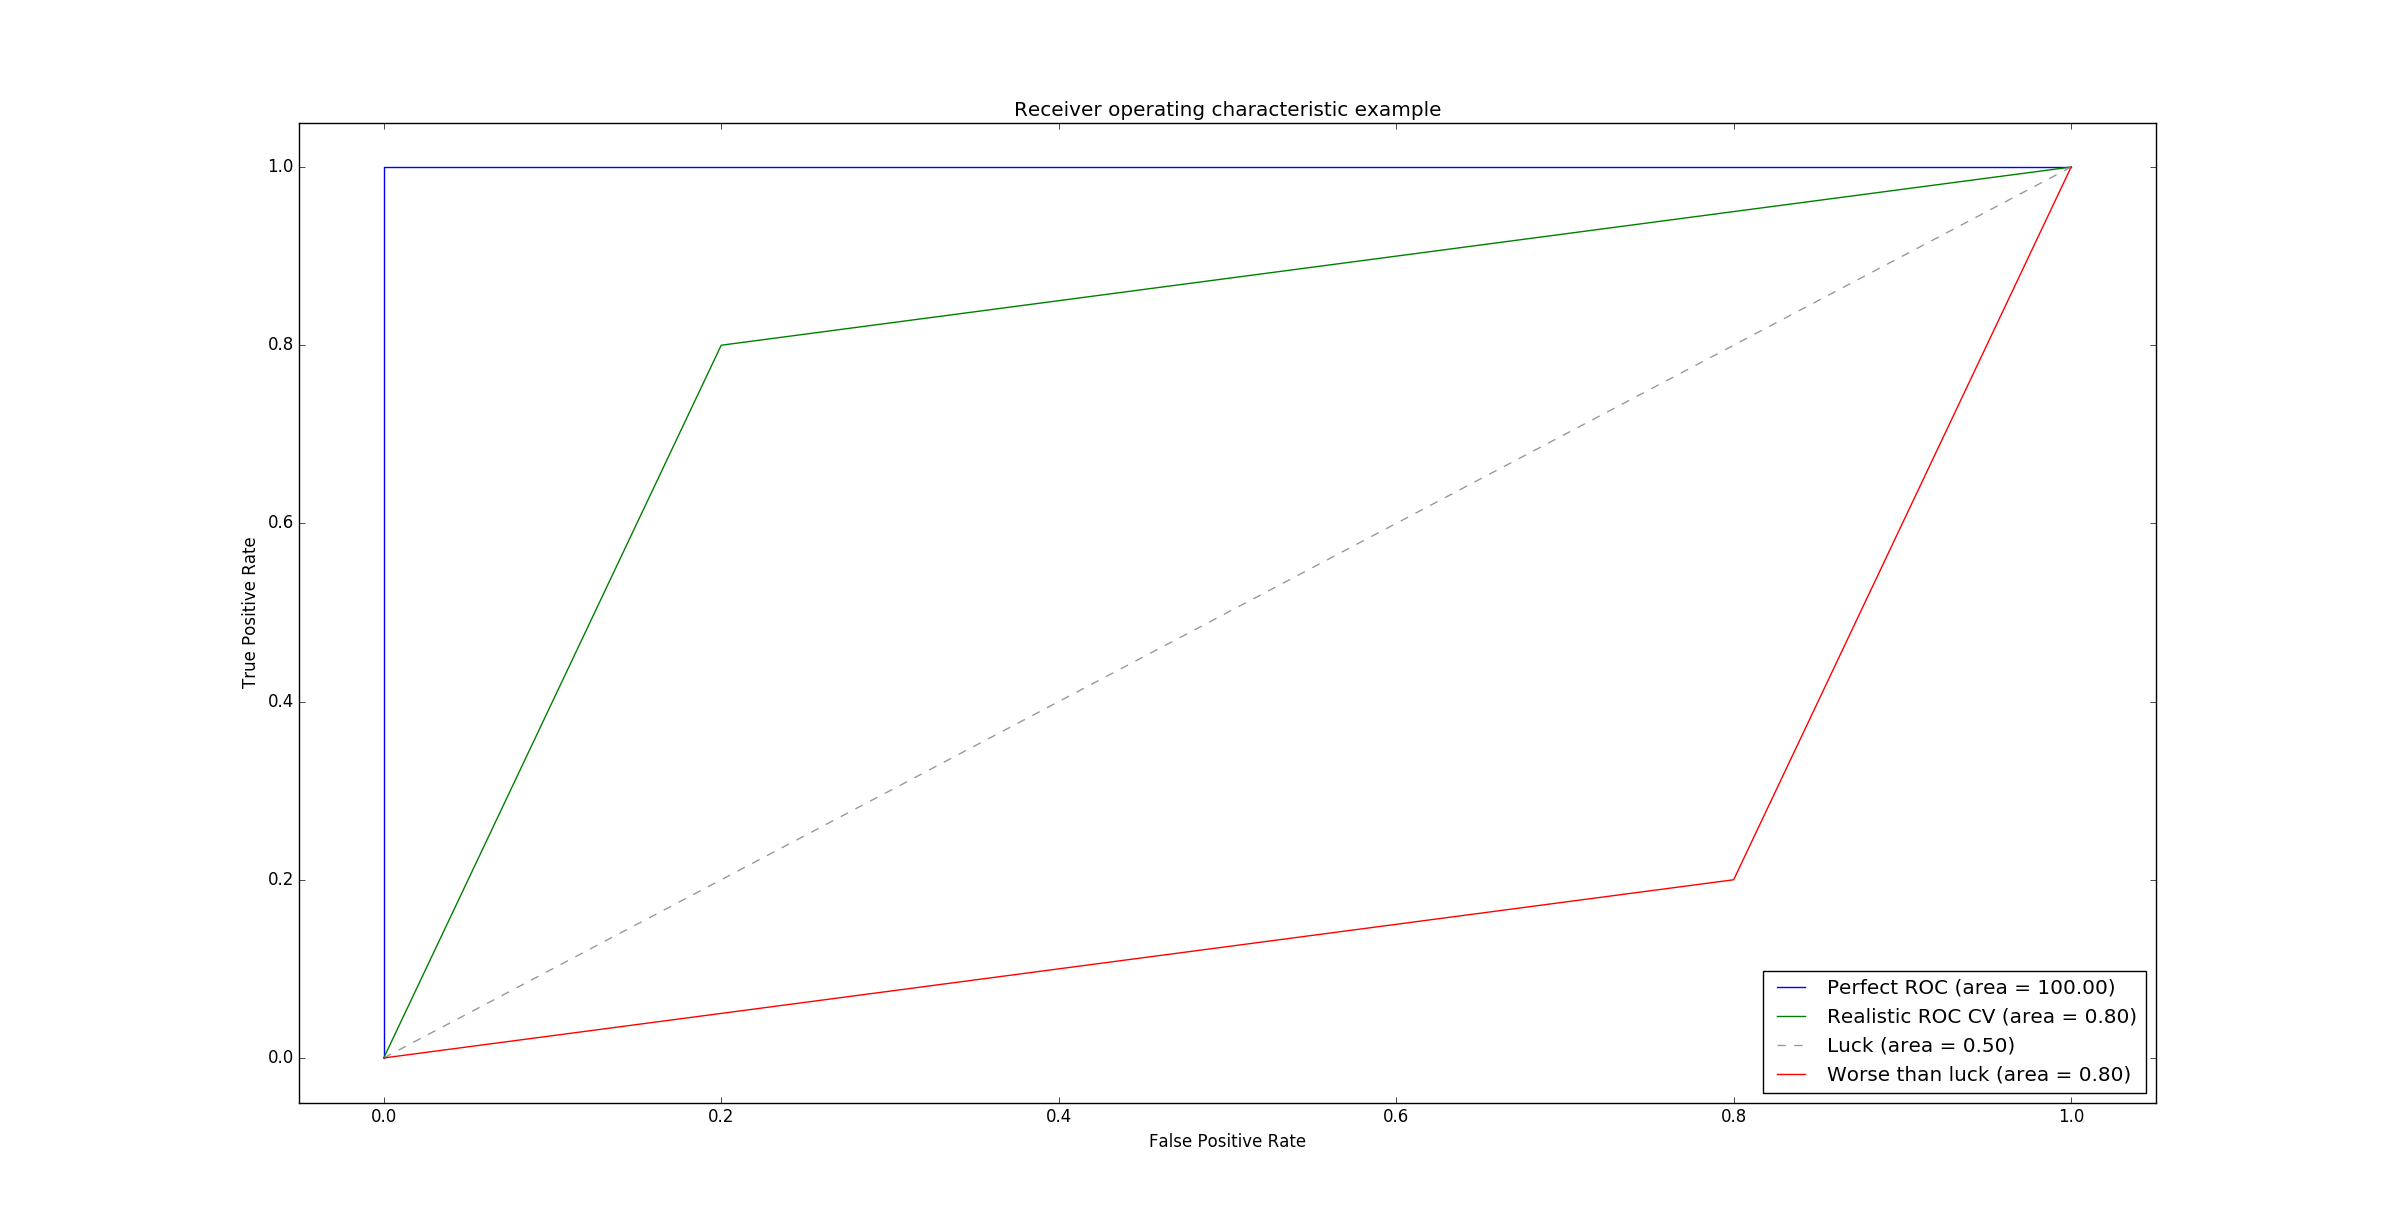 Receiver operating characteristic example
1.0
0.8
0.6
0.4
0.2
0.0
True Positive Rate
0.0 0.2 0.4 0.6 0.8 1.0
False Positive Rate
Perfect ROC (area = 100.00)
Realistic ROC CV (area = 0.80)
Luck (area = 0.50)
Worse than luck (area = 0.80)